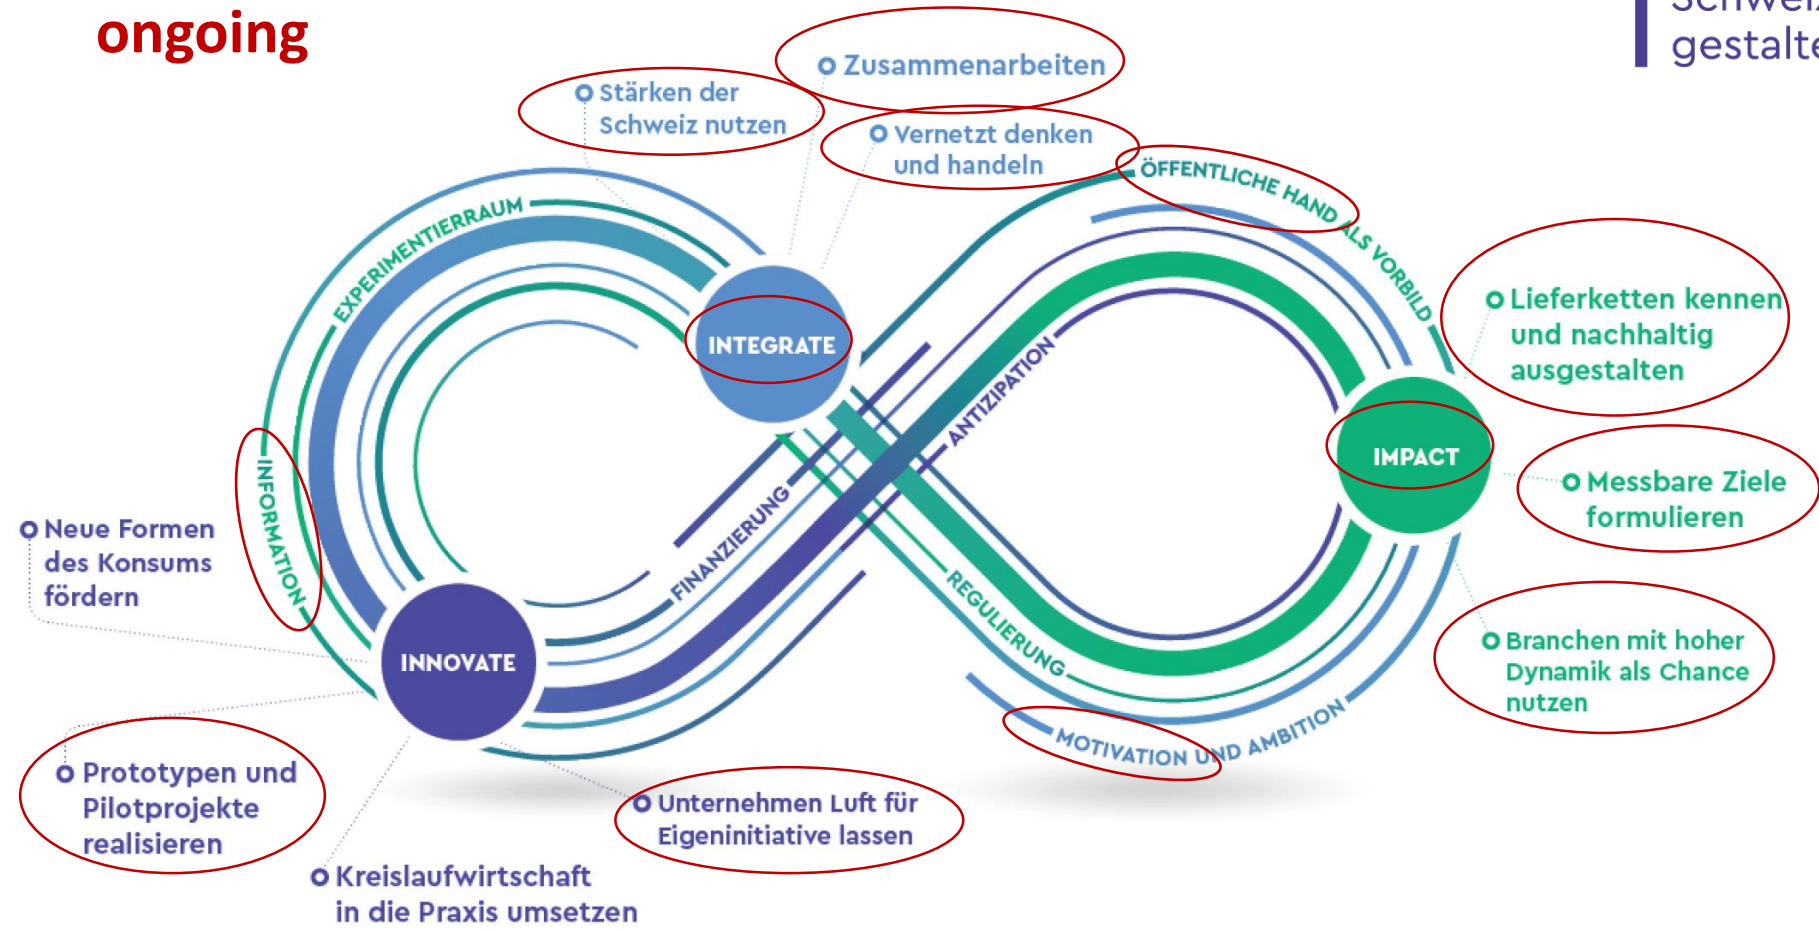 ongoing
gestalte
Zusammenarbeiten
Stärken der
Schweiz nutzen
Vernetzt denken
und handeln
ÖFFENTLICHE HAND ALS VORBILD
EXPERIMENTIERRAUM
INTEGRATE
Lieferketten kennen
und nachhaltig
ausgestalten
ANTIZIPATION
IMPACT
Messbare Ziele
formulieren
INFORMATION
FINANZIERUNG
Neue Formen
des Konsums
fördern
REGULIERUNG
Branchen mit hoher
Dynamik als Chance
nutzen
INNOVATE
MOTIVATION UND AMBITION
Prototypen und
Pilotprojekte
realisieren
Unternehmen Luft für
Eigeninitiative lassen
Kreislaufwirtschaft
in die Praxis umsetzen